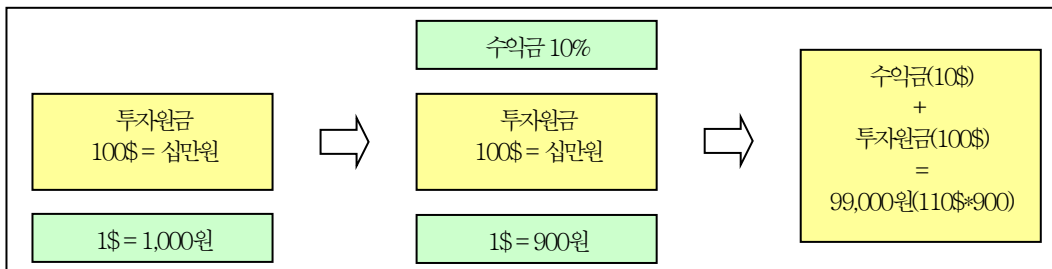 투자원금
100$ = 십만원
1$ = 1,000원
수익금 10%
투자원금
100$ = 십만원
1$ = 900원
수익금(10$)
+
투자원금(100$)
=
99,000원(110$*900)